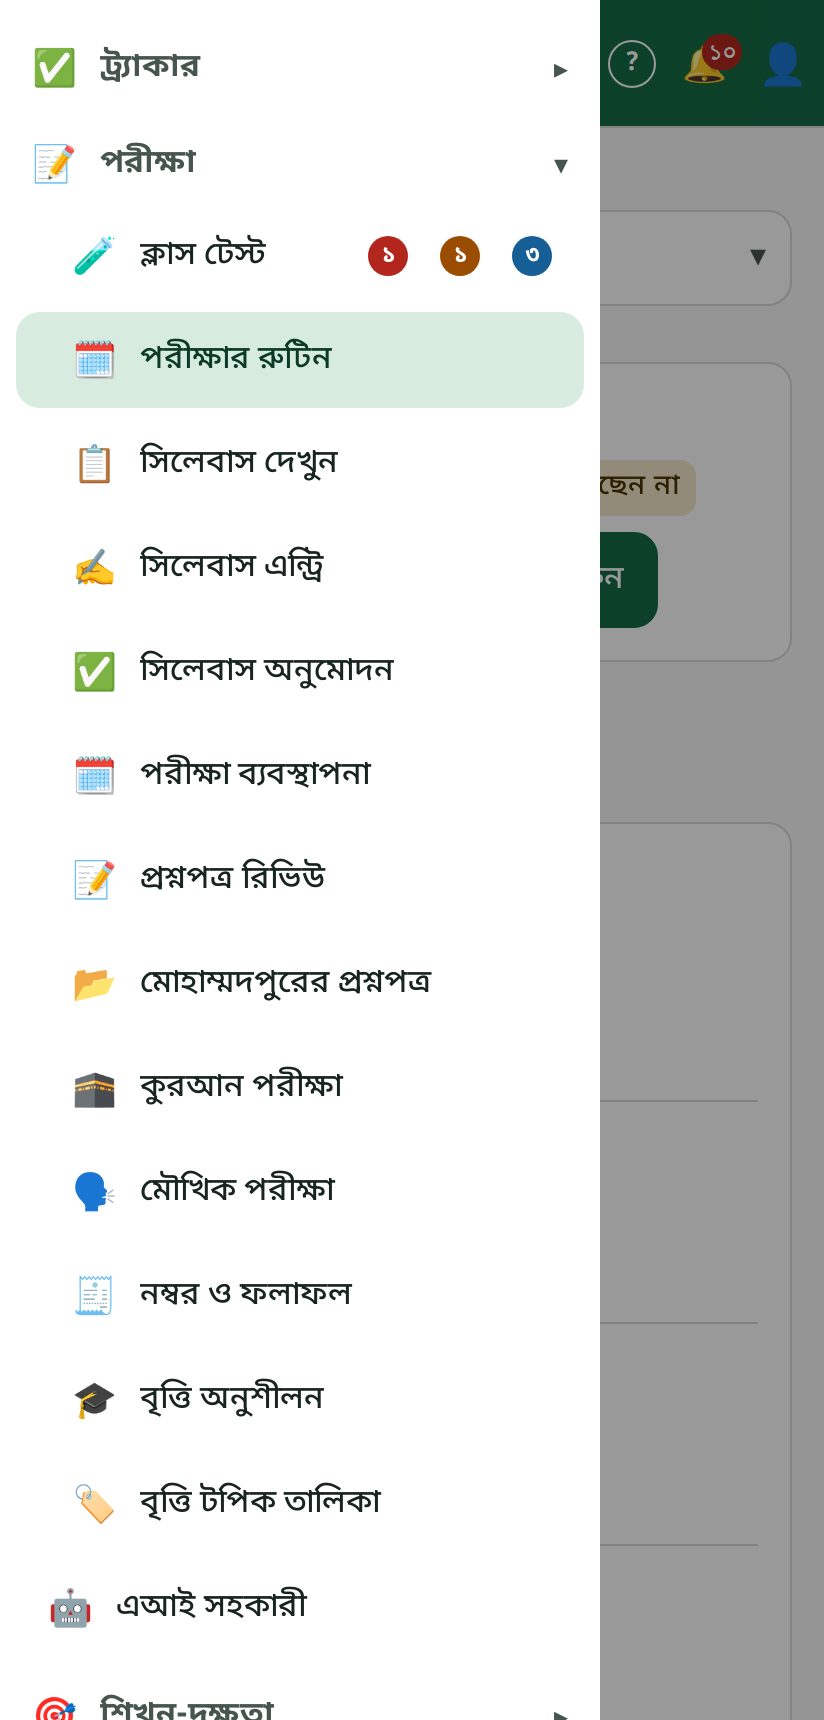 ট্র্যাকার
?
১০
পরীক্ষা
ক্লাস টেস্ট ১ ১ ৩
পরীক্ষার রুটিন
সিলেবাস দেখুন
ছেন না
সিলেবাস এন্ট্রি
ন
সিলেবাস অনুমোদন
পরীক্ষা ব্যবস্থাপনা
প্রশ্নপত্র রিভিউ
মোহাম্মদপুরের প্রশ্নপত্র
কুরআন পরীক্ষা
মৌখিক পরীক্ষা
নম্বর ও ফলাফল
বৃত্তি অনুশীলন
বৃত্তি টপিক তালিকা
এআই সহকারী
শিখন-দক্ষতা